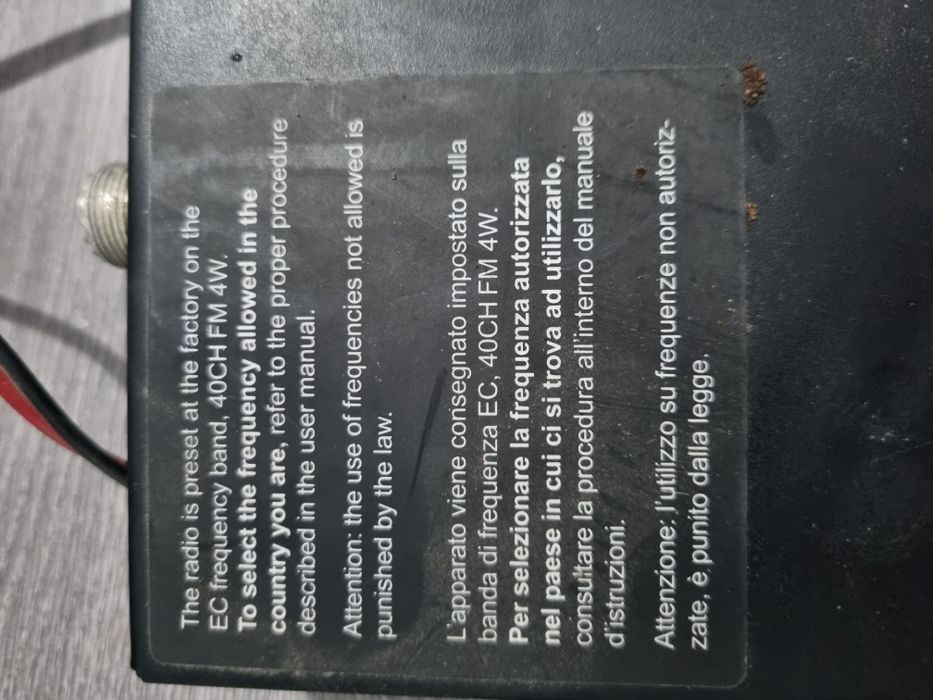 The radio is preset at the factory on the
EC frequency band, 40CH FM 4W.
To select the frequency allowed in the
country you are, refer to the proper procedure
described in the user manual.
Attention: the use of frequencies not allowed is
punished by the law.
L'apparato viene consegnato impostato sulla
banda di frequenza EC, 40CH FM 4W.
Per selezionare la frequenza autorizzata
nel paese in cui ci si trova ad utilizzarlo,
consultare la procedura all'interno del manuale
d'istruzioni.
Attenzione: l'utilizzo su frequenze non autoriz-
zate, è punito dalla legge.